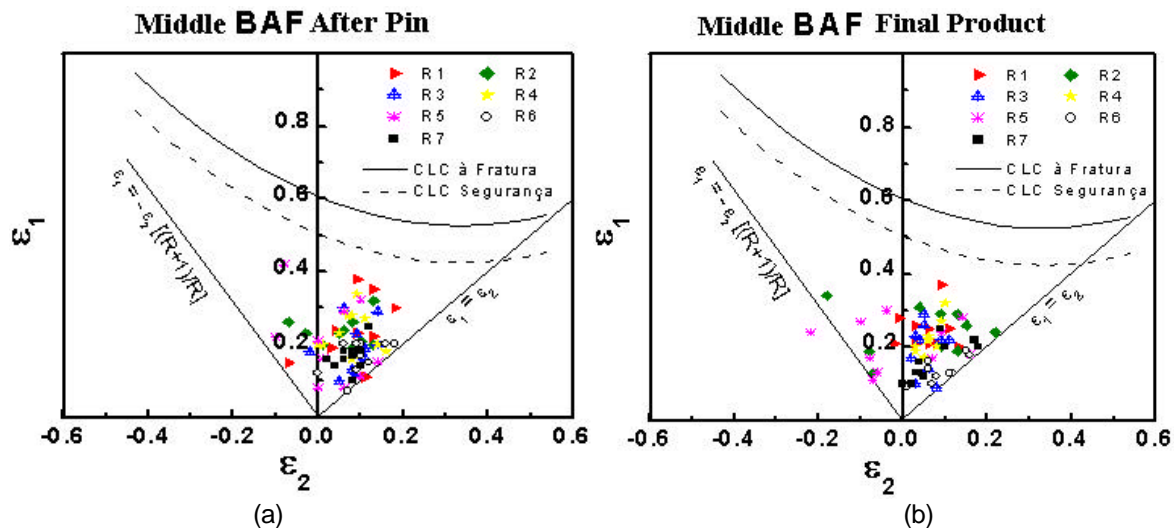 Middle BAF After Pin
R1 R2
R3 R4
R5 R6
R7
CLC à Fratura
CLC Segurança
0.8
0.6
0.4
0.2
ε1
ε1 = - ε2 [(R+1)/R]
ε1 = ε2
-0.6 -0.4 -0.2 0.0 0.2 0.4 0.6
ε2
(a)
Middle BAF Final Product
R1 R2
R3 R4
R5 R6
R7
CLC à Fratura
CLC Segurança
0.8
0.6
0.4
0.2
ε1
ε1 = - ε2 [(R+1)/R]
ε1 = ε2
-0.6 -0.4 -0.2 0.0 0.2 0.4 0.6
ε2
(b)